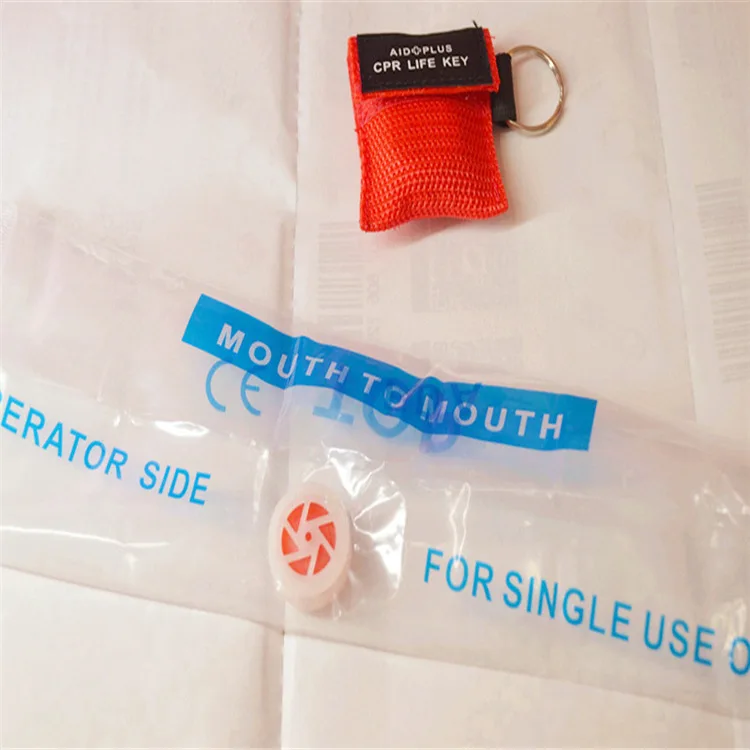 AID+PLUS
CPR LIFE KEY
MOUTH TO MOUTH
CE
ERATOR SIDE
FOR SINGLE USE O